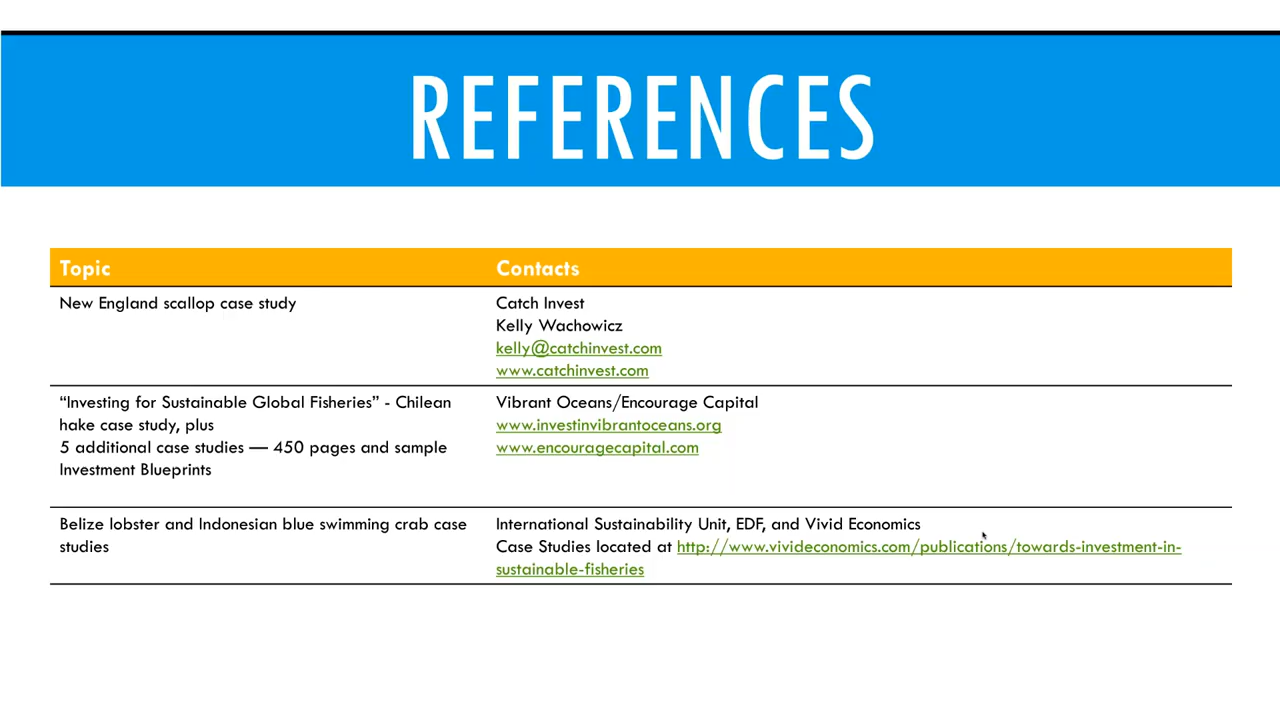 REFERENCES
Topic
Contacts
New England scallop case study
Catch Invest
Kelly Wachowicz
kelly@catchinvest.com
www.catchinvest.com
“Investing for Sustainable Global Fisheries” - Chilean
hake case study, plus
5 additional case studies — 450 pages and sample
Investment Blueprints
Vibrant Oceans/Encourage Capital
www.investinvibrantoceans.org
www.encouragecapital.com
Belize lobster and Indonesian blue swimming crab case
studies
International Sustainability Unit, EDF, and Vivid Economics
Case Studies located at http://www.vivideconomics.com/publications/towards-investment-in-
sustainable-fisheries